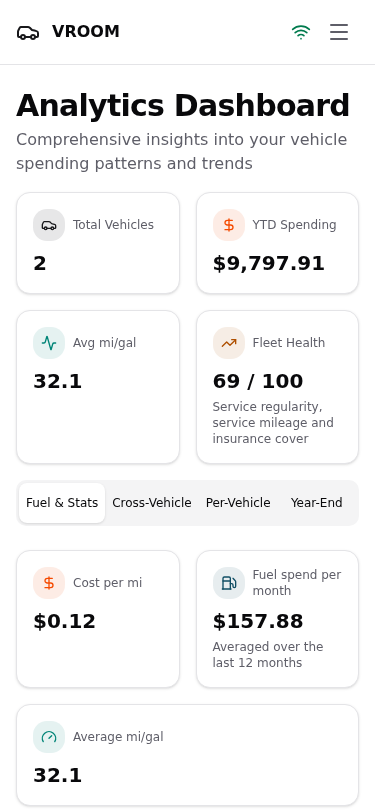 VROOM
Analytics Dashboard
Comprehensive insights into your vehicle
spending patterns and trends
Total Vehicles
2
YTD Spending
$9,797.91
Avg mi/gal
32.1
Fleet Health
69 / 100
Service regularity,
service mileage and
insurance cover
Fuel & Stats Cross-Vehicle Per-Vehicle Year-End
Cost per mi
$0.12
Fuel spend per
month
$157.88
Averaged over the
last 12 months
Average mi/gal
32.1